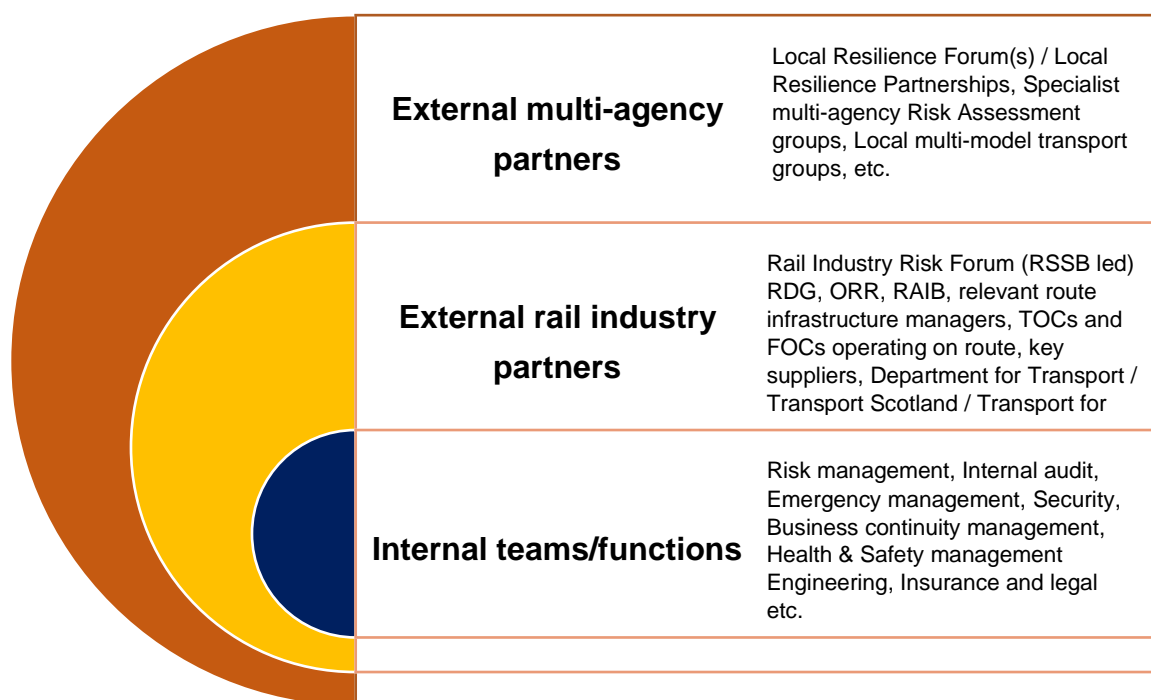 External multi-agency
partners
Local Resilience Forum(s) / Local
Resilience Partnerships, Specialist
multi-agency Risk Assessment
groups, Local multi-model transport
groups, etc.
External rail industry
partners
Rail Industry Risk Forum (RSSB led)
RDG, ORR, RAIB, relevant route
infrastructure managers, TOCs and
FOCs operating on route, key
suppliers, Department for Transport /
Transport Scotland / Transport for
Internal teams/functions
Risk management, Internal audit,
Emergency management, Security,
Business continuity management,
Health & Safety management
Engineering, Insurance and legal
etc.